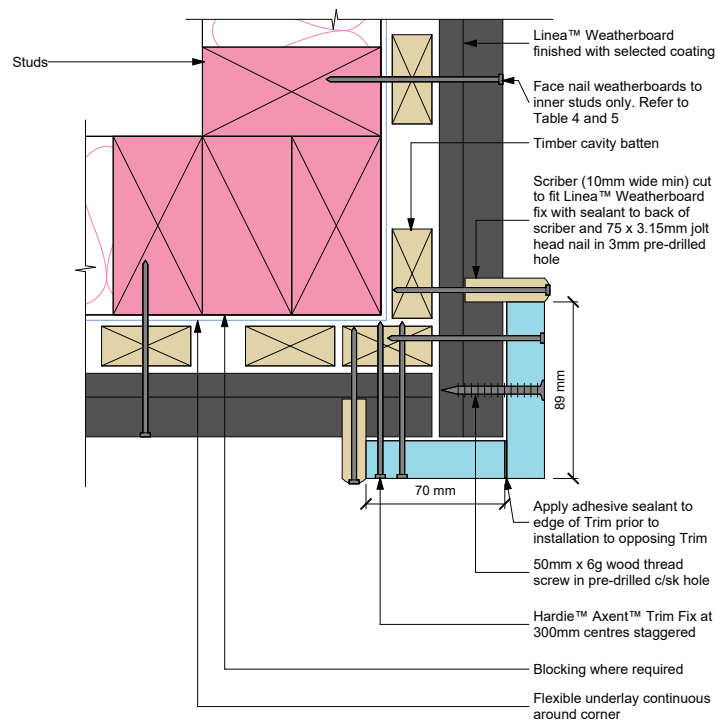 Studs
Linea™ Weatherboard
finished with selected coating
Face nail weatherboards to
inner studs only. Refer to
Table 4 and 5
Timber cavity batten
Scriber (10mm wide min) cut
to fit Linea™ Weatherboard
fix with sealant to back of
scriber and 75 x 3.15mm jolt
head nail in 3mm pre-drilled
hole
89 mm
70 mm
Apply adhesive sealant to
edge of Trim prior to
installation to opposing Trim
50mm x 6g wood thread
screw in pre-drilled c/sk hole
Hardie™ Axent™ Trim Fix at
300mm centres staggered
Blocking where required
Flexible underlay continuous
around corner